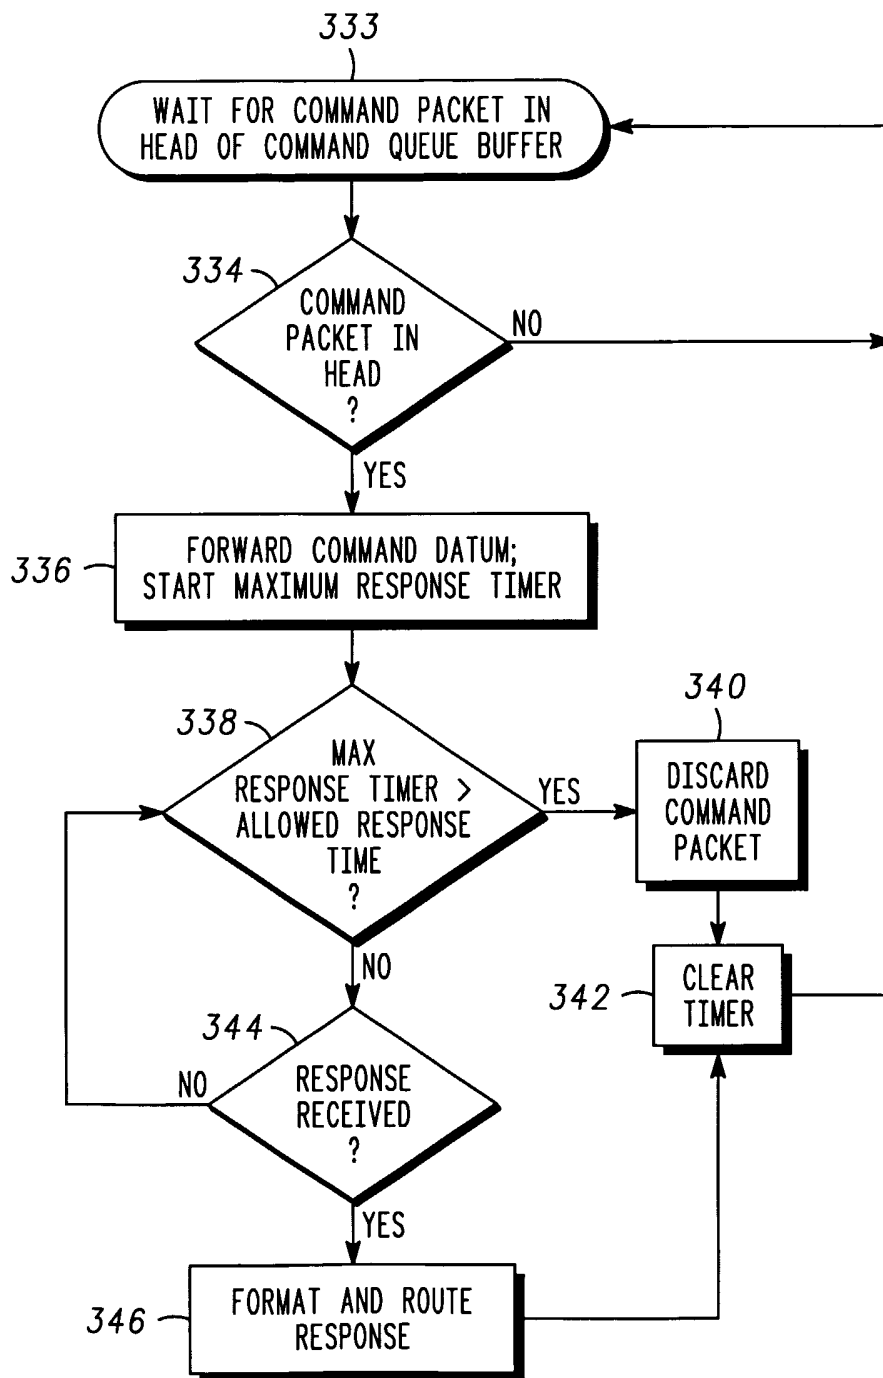 333
WAIT FOR COMMAND PACKET IN
HEAD OF COMMAND QUEUE BUFFER
334
COMMAND
PACKET IN
HEAD
?
NO
YES
336
FORWARD COMMAND DATUM;
START MAXIMUM RESPONSE TIMER
338
MAX
RESPONSE TIMER >
ALLOWED RESPONSE
TIME
?
YES
340
DISCARD
COMMAND
PACKET
NO
342
CLEAR
TIMER
344
RESPONSE
RECEIVED
?
NO
YES
346
FORMAT AND ROUTE
RESPONSE